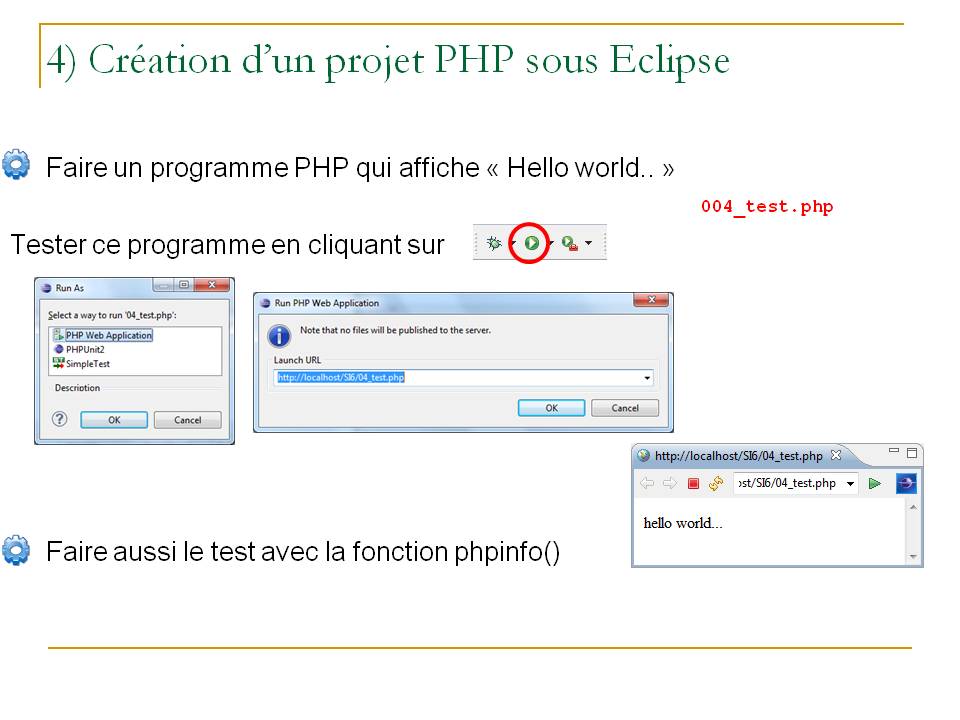 4) Création d’un projet PHP sous Eclipse
Faire un programme PHP qui affiche « Hello world.. »
004_test.php
Tester ce programme en cliquant sur
Run As
Select a way to run '04_test.php':
PHP Web Application
PHPUnit2
SimpleTest
Description
OK
Cancel
Run PHP Web Application
Note that no files will be published to the server.
Launch URL
http://localhost/SI6/04_test.php
OK
Cancel
http://localhost/SI6/04_test.php
ost/SI6/04_test.php
hello world...
Faire aussi le test avec la fonction phpinfo()